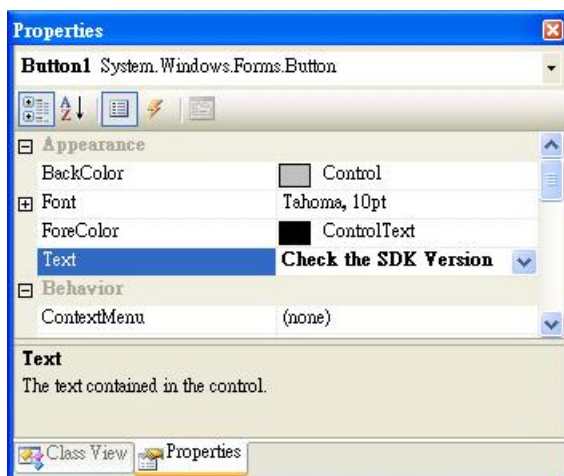 Properties
Button1 System.Windows.Forms.Button
A Z
Appearance
BackColor Control
Font Tahoma, 10pt
ForeColor ControlText
Text Check the SDK Version
Behavior
ContextMenu (none)
Text
The text contained in the control.
Class View Properties